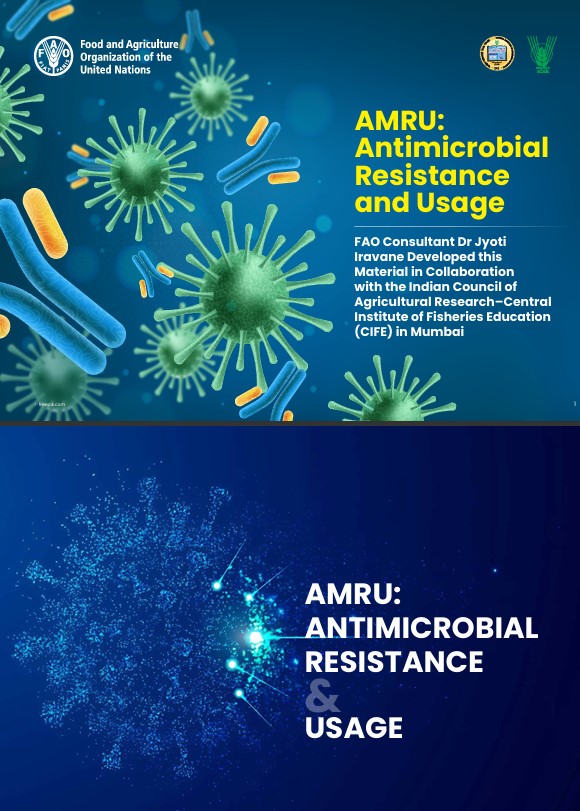 Food and Agriculture
Organization of the
United Nations
AMRU:
Antimicrobial
Resistance
and Usage
FAO Consultant Dr Jyoti
Iravane Developed this
Material in Collaboration
with the Indian Council of
Agricultural Research–Central
Institute of Fisheries Education
(CIFE) in Mumbai
freepik.com
1
AMRU:
ANTIMICROBIAL
RESISTANCE
&
USAGE